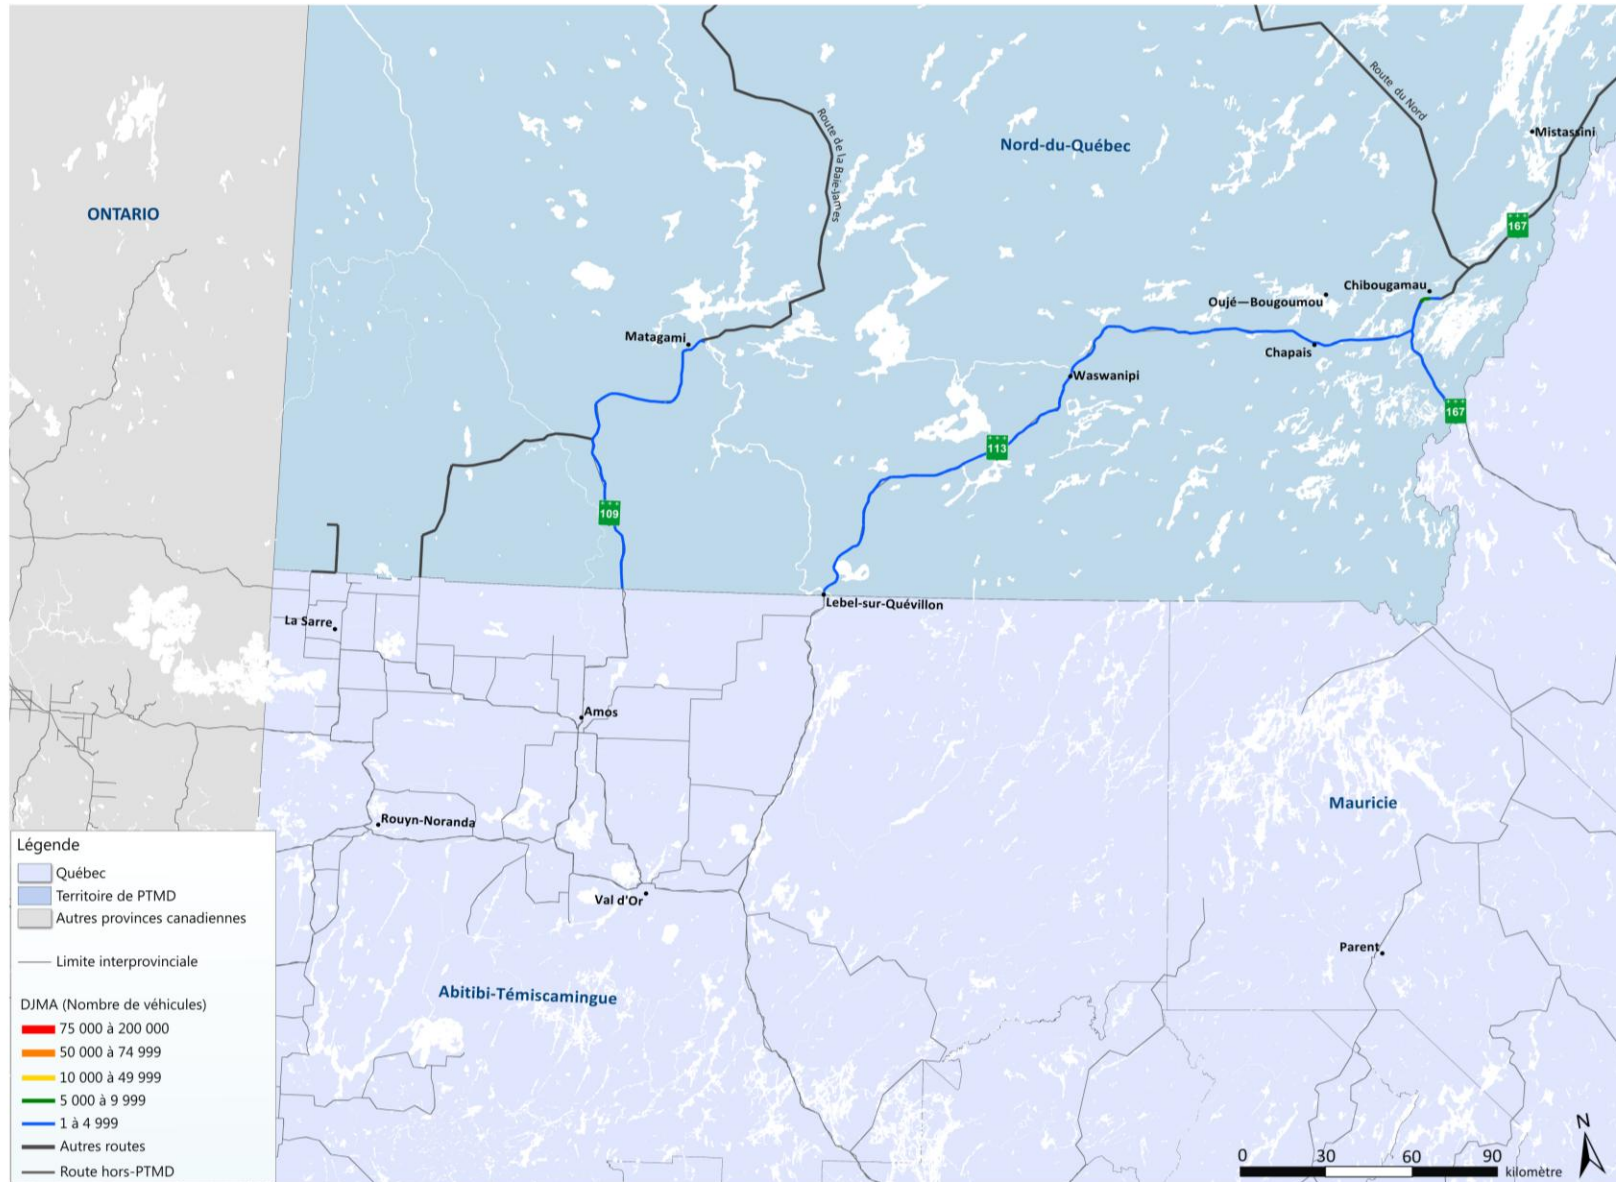 Route de la Baie-James
Route du Nord
Nord-du-Québec
Mistassini
ONTARIO
167
Chibougamau
Oujé—Bougoumou
Matagami
Chapais
Waswanipi
167
113
109
Lebel-sur-Quévillon
La Sarre
Amos
Mauricie
Rouyn-Noranda
Val d'Or
Parent
Abitibi-Témiscamingue
Légende
Québec
Territoire de PTMD
Autres provinces canadiennes
Limite interprovinciale
DJMA (Nombre de véhicules)
75 000 à 200 000
50 000 à 74 999
10 000 à 49 999
5 000 à 9 999
1 à 4 999
Autres routes
Route hors-PTMD
N
0 30 60 90
kilomètre